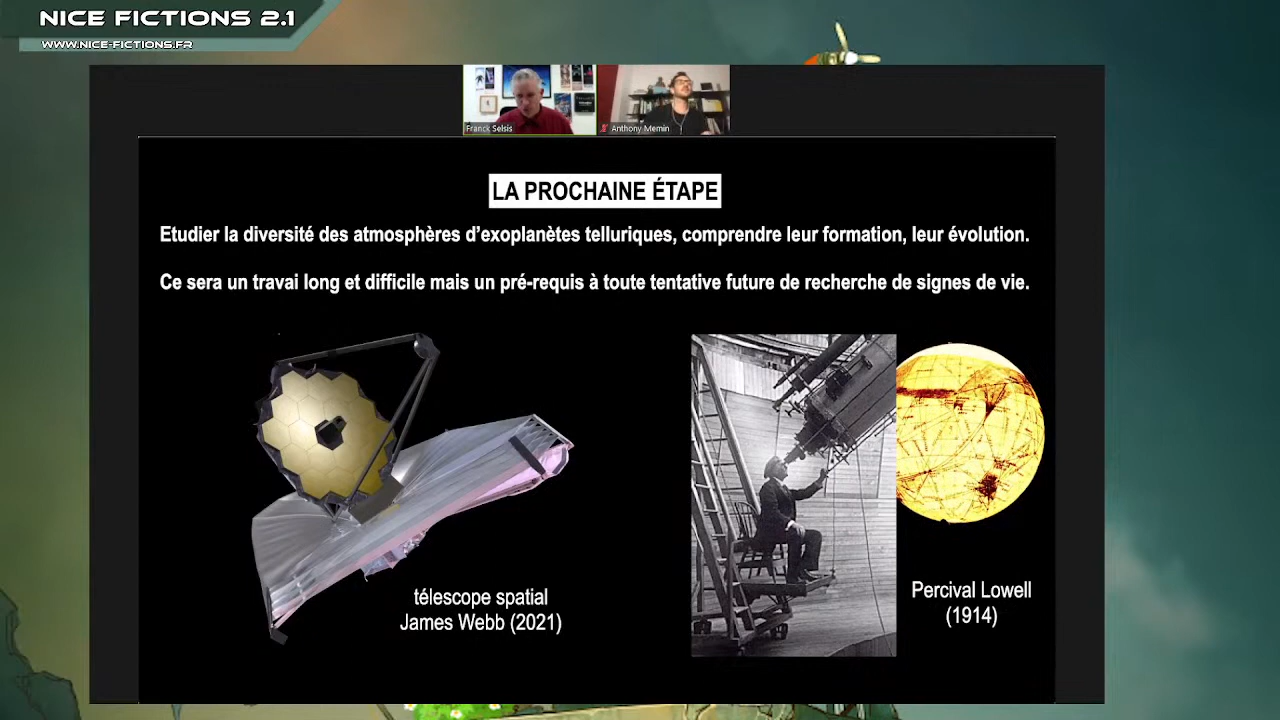 NICE FICTIONS 2.1
WWW.NICE-FICTIONS.FR
Franck Selsis
Anthony Memin
LA PROCHAINE ÉTAPE
Etudier la diversité des atmosphères d'exoplanètes telluriques, comprendre leur formation, leur évolution.
Ce sera un travai long et difficile mais un pré-requis à toute tentative future de recherche de signes de vie.
télescope spatial
James Webb (2021)
Percival Lowell
(1914)